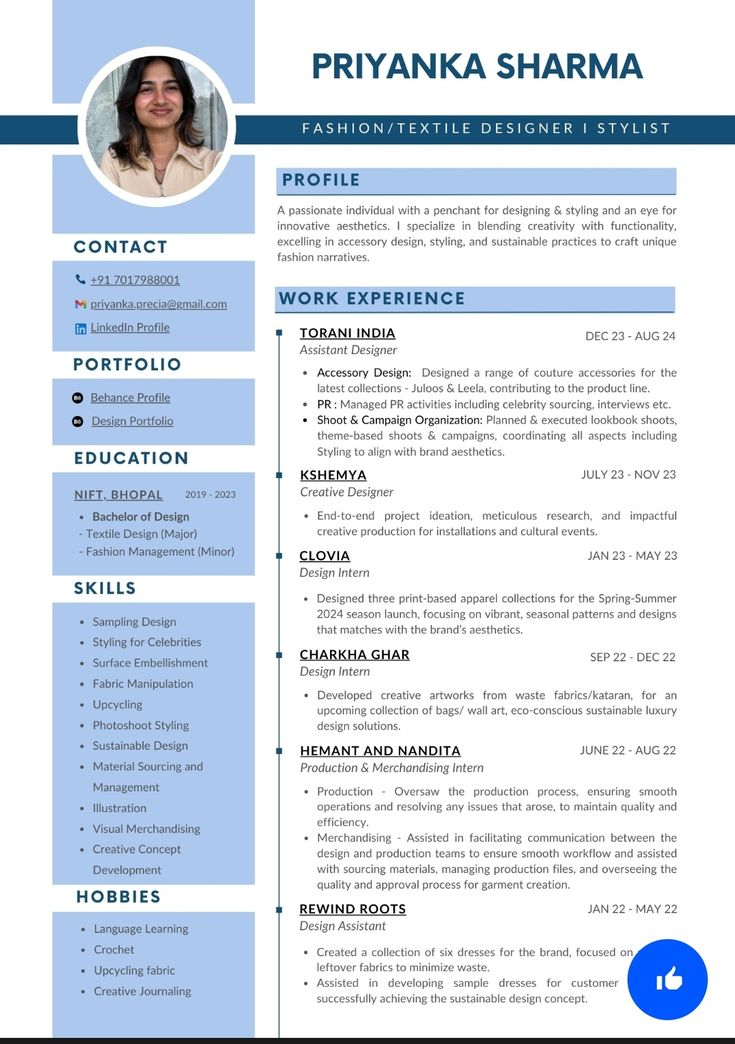 PRIYANKA SHARMA
FASHION/TEXTILE DESIGNER I STYLIST
CONTACT
+91 7017988001
priyanka.precia@gmail.com
LinkedIn Profile
PORTFOLIO
Behance Profile
Design Portfolio
EDUCATION
NIFT, BHOPAL 2019 - 2023
• Bachelor of Design
- Textile Design (Major)
- Fashion Management (Minor)
SKILLS
• Sampling Design
• Styling for Celebrities
• Surface Embellishment
• Fabric Manipulation
• Upcycling
• Photoshoot Styling
• Sustainable Design
• Material Sourcing and
Management
• Illustration
• Visual Merchandising
• Creative Concept
Development
HOBBIES
• Language Learning
• Crochet
• Upcycling fabric
• Creative Journaling
PROFILE
A passionate individual with a penchant for designing & styling and an eye for
innovative aesthetics. I specialize in blending creativity with functionality,
excelling in accessory design, styling, and sustainable practices to craft unique
fashion narratives.
WORK EXPERIENCE
TORANI INDIA DEC 23 - AUG 24
Assistant Designer
• Accessory Design: Designed a range of couture accessories for the
latest collections - Juloos & Leela, contributing to the product line.
• PR : Managed PR activities including celebrity sourcing, interviews etc.
• Shoot & Campaign Organization: Planned & executed lookbook shoots,
theme-based shoots & campaigns, coordinating all aspects including
Styling to align with brand aesthetics.
KSHEMYA JULY 23 - NOV 23
Creative Designer
• End-to-end project ideation, meticulous research, and impactful
creative production for installations and cultural events.
CLOVIA JAN 23 - MAY 23
Design Intern
• Designed three print-based apparel collections for the Spring-Summer
2024 season launch, focusing on vibrant, seasonal patterns and designs
that matches with the brand's aesthetics.
CHARKHA GHAR SEP 22 - DEC 22
Design Intern
• Developed creative artworks from waste fabrics/kataran, for an
upcoming collection of bags/ wall art, eco-conscious sustainable luxury
design solutions.
HEMANT AND NANDITA JUNE 22 - AUG 22
Production & Merchandising Intern
• Production - Oversaw the production process, ensuring smooth
operations and resolving any issues that arose, to maintain quality and
efficiency.
• Merchandising - Assisted in facilitating communication between the
design and production teams to ensure smooth workflow and assisted
with sourcing materials, managing production files, and overseeing the
quality and approval process for garment creation.
REWIND ROOTS JAN 22 - MAY 22
Design Assistant
• Created a collection of six dresses for the brand, focused on
leftover fabrics to minimize waste.
• Assisted in developing sample dresses for customer
successfully achieving the sustainable design concept.